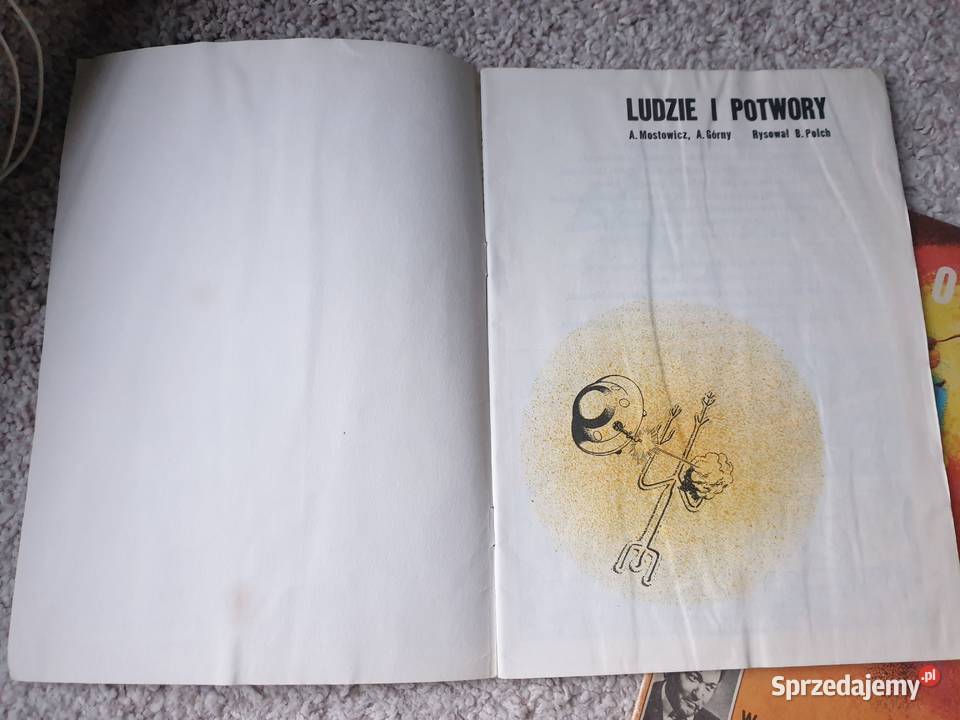 LUDZIE I POTWORY
A. Mostowicz, A. Górny Rysował B. Polch
O
W
Sprzedajemy.pl